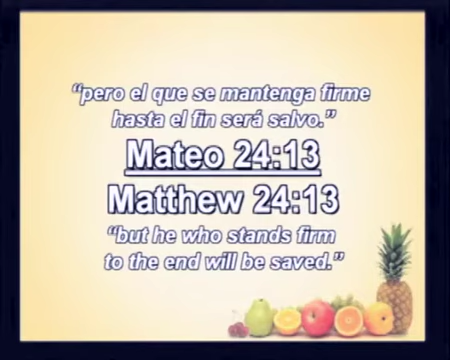 “pero el que se mantenga firme
hasta el fin será salvo.”
Mateo 24:13
Matthew 24:13
“but he who stands firm
to the end will be saved.”